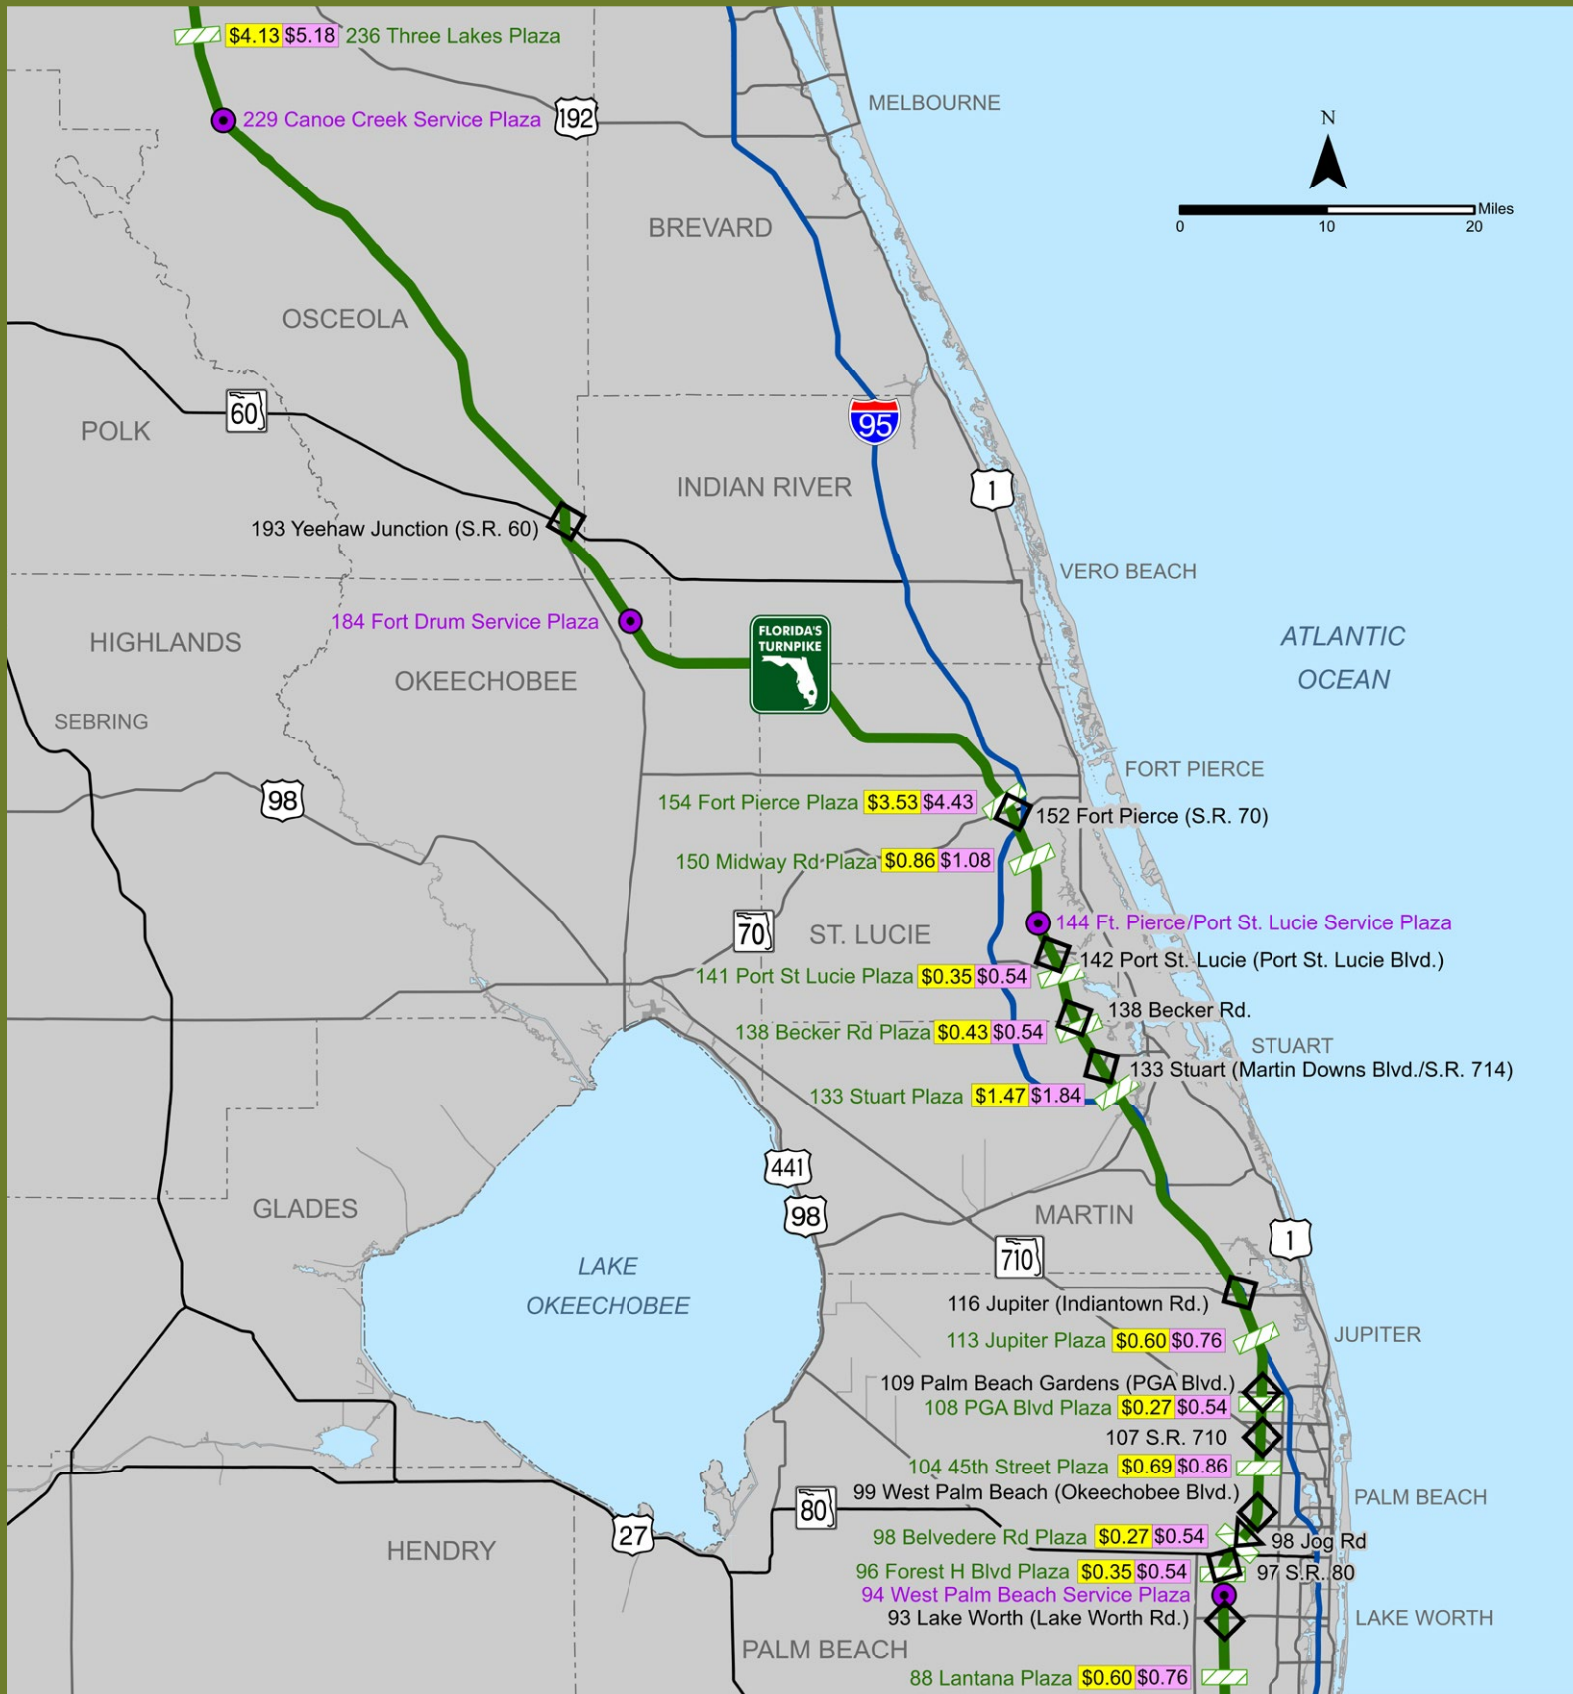 $4.13 $5.18 236 Three Lakes Plaza
229 Canoe Creek Service Plaza
192
MELBOURNE
N
Miles
0 10 20
BREVARD
OSCEOLA
60
POLK
95
INDIAN RIVER
1
193 Yeehaw Junction (S.R. 60)
VERO BEACH
184 Fort Drum Service Plaza
FLORIDA'S
TURNPIKE
HIGHLANDS
OKEECHOBEE
ATLANTIC
OCEAN
SEBRING
FORT PIERCE
98
154 Fort Pierce Plaza $3.53 $4.43
152 Fort Pierce (S.R. 70)
150 Midway Rd Plaza $0.86 $1.08
70
ST. LUCIE
144 Ft. Pierce/Port St. Lucie Service Plaza
142 Port St. Lucie (Port St. Lucie Blvd.)
141 Port St Lucie Plaza $0.35 $0.54
138 Becker Rd.
138 Becker Rd Plaza $0.43 $0.54
STUART
133 Stuart (Martin Downs Blvd./S.R. 714)
133 Stuart Plaza $1.47 $1.84
441
98
GLADES
MARTIN
710
1
LAKE
OKEECHOBEE
116 Jupiter (Indiantown Rd.)
113 Jupiter Plaza $0.60 $0.76
JUPITER
109 Palm Beach Gardens (PGA Blvd.)
108 PGA Blvd Plaza $0.27 $0.54
107 S.R. 710
104 45th Street Plaza $0.69 $0.86
99 West Palm Beach (Okeechobee Blvd.)
PALM BEACH
80
27
HENDRY
98 Belvedere Rd Plaza $0.27 $0.54
98 Jog Rd
96 Forest H Blvd Plaza $0.35 $0.54
97 S.R. 80
94 West Palm Beach Service Plaza
93 Lake Worth (Lake Worth Rd.)
LAKE WORTH
PALM BEACH
88 Lantana Plaza $0.60 $0.76